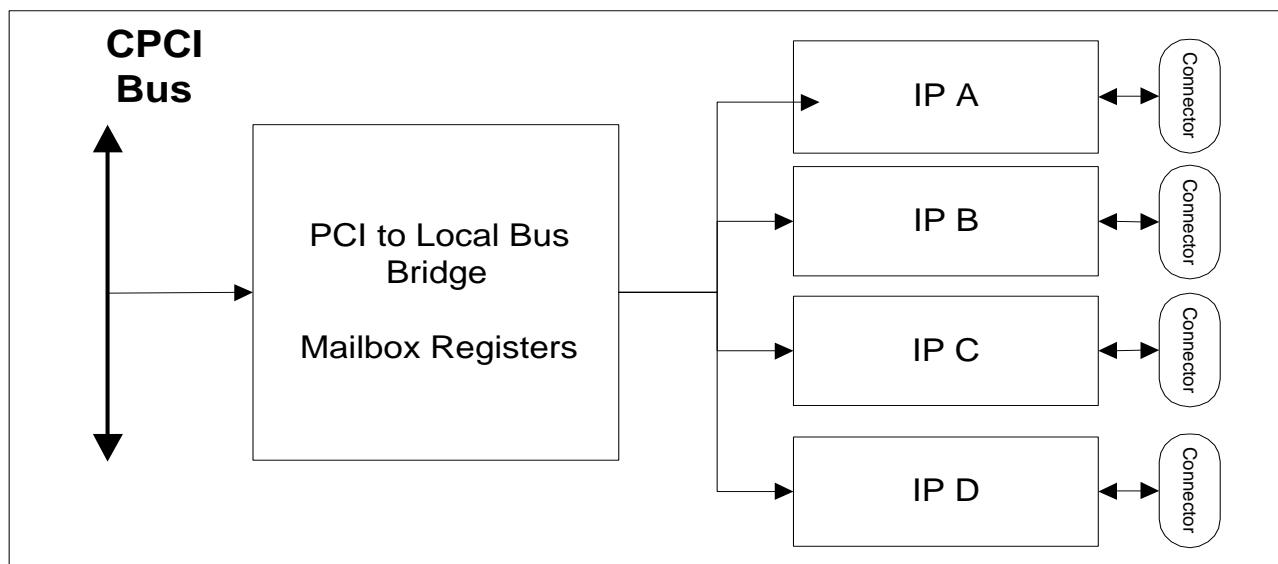 CPCI
Bus
PCI to Local Bus
Bridge
Mailbox Registers
IP A
Connector
IP B
Connector
IP C
Connector
IP D
Connector